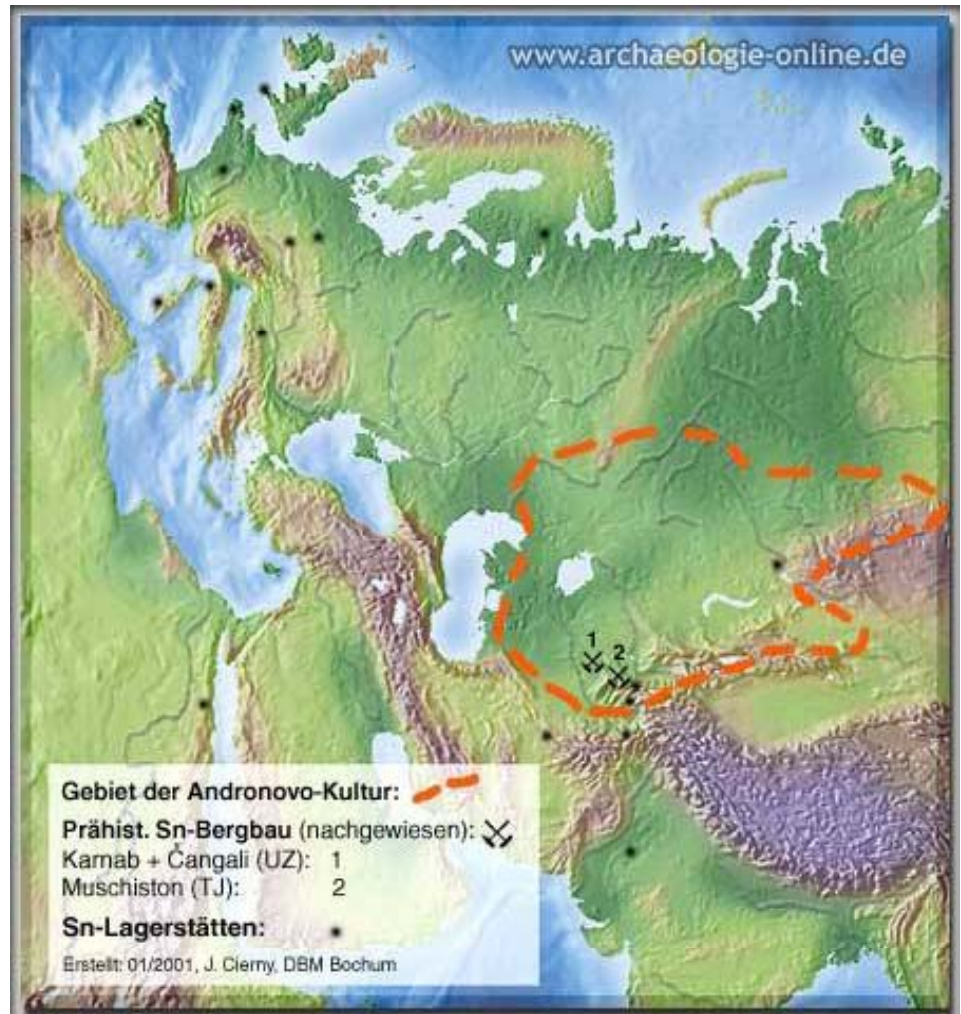 www.archaeologie-online.de
1
2
Gebiet der Andronovo-Kultur:
Prähist. Sn-Bergbau (nachgewiesen):
Karnab + Čangali (UZ): 1
Muschiston (TJ): 2
Sn-Lagerstätten:
Erstellt: 01/2001, J. Cierny, DBM Bochum